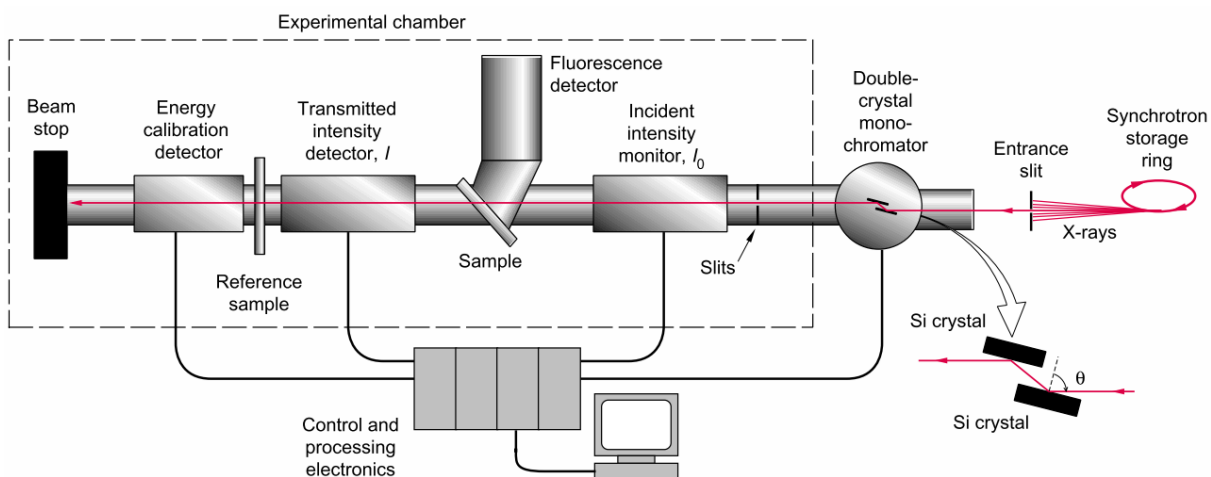 Experimental chamber
Beam
stop
Energy
calibration
detector
Transmitted
intensity
detector, I
Fluorescence
detector
Incident
intensity
monitor, I₀
Double-
crystal
mono-
chromator
Entrance
slit
Synchrotron
storage
ring
X-rays
Reference
sample
Sample
Slits
Si crystal
θ
Si crystal
Control and
processing
electronics